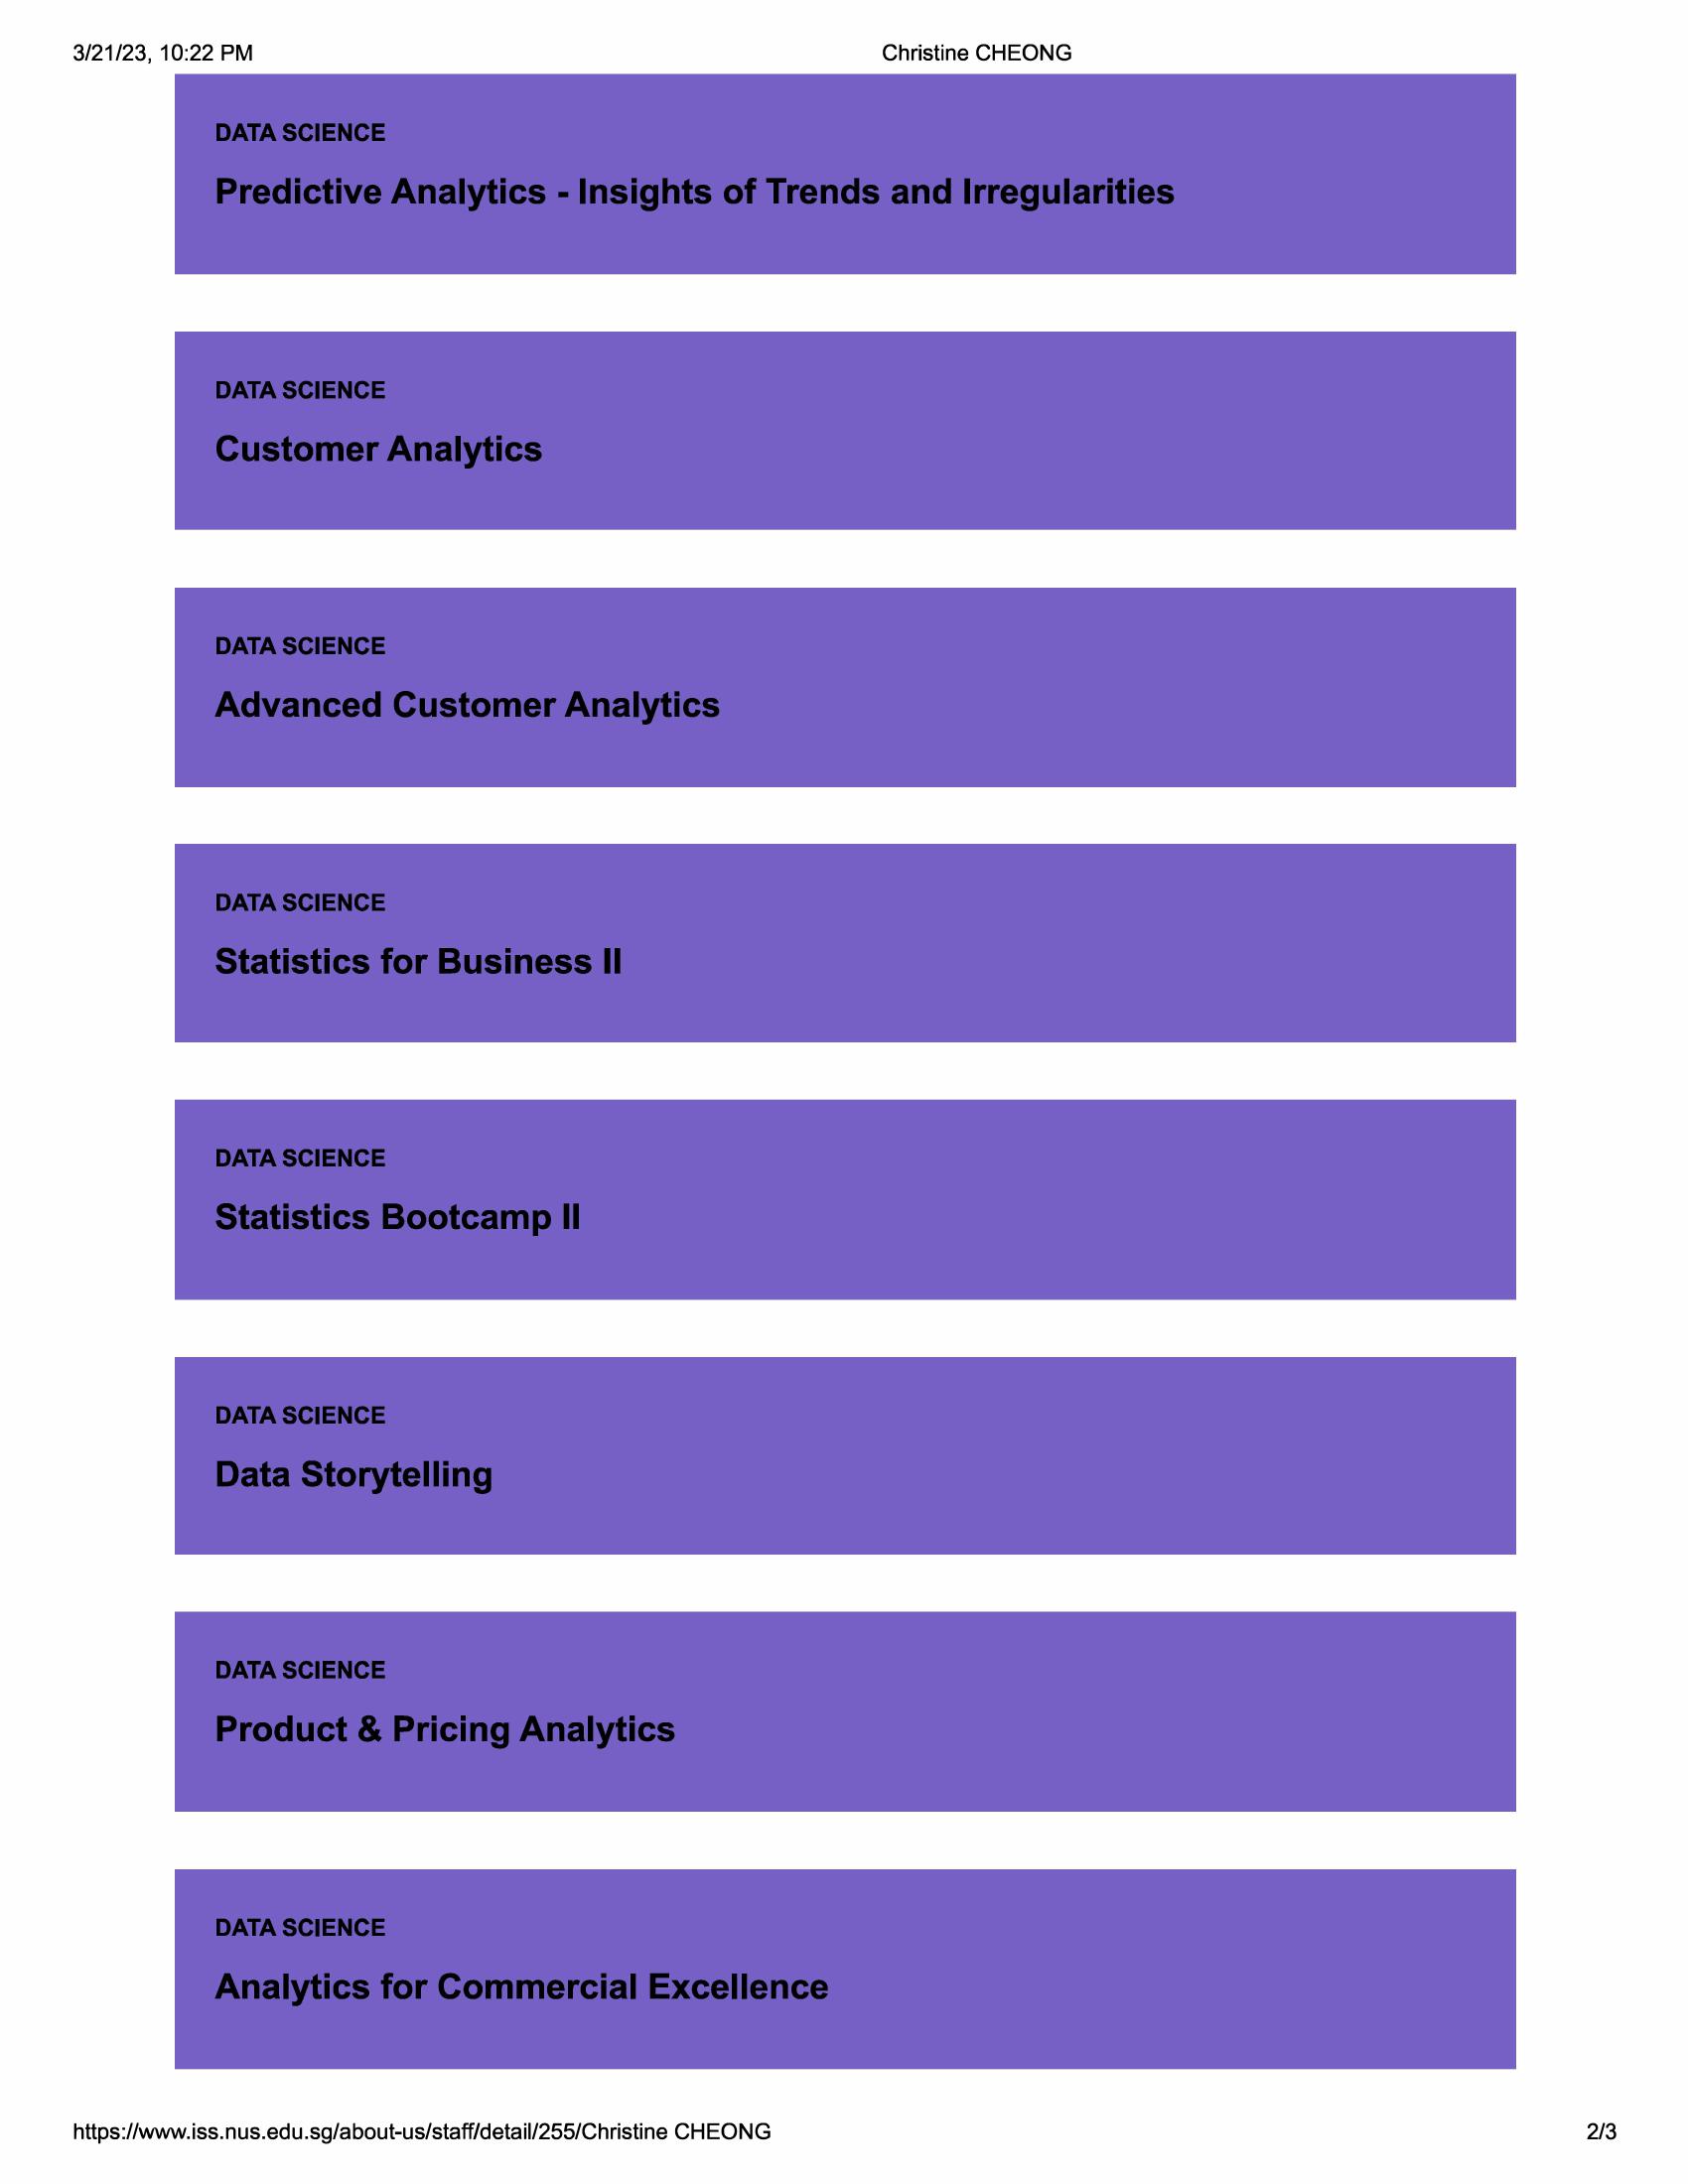 3/21/23, 10:22 PM
Christine CHEONG
DATA SCIENCE
Predictive Analytics - Insights of Trends and Irregularities
DATA SCIENCE
Customer Analytics
DATA SCIENCE
Advanced Customer Analytics
DATA SCIENCE
Statistics for Business II
DATA SCIENCE
Statistics Bootcamp II
DATA SCIENCE
Data Storytelling
DATA SCIENCE
Product & Pricing Analytics
DATA SCIENCE
Analytics for Commercial Excellence
https://www.iss.nus.edu.sg/about-us/staff/detail/255/Christine CHEONG
2/3